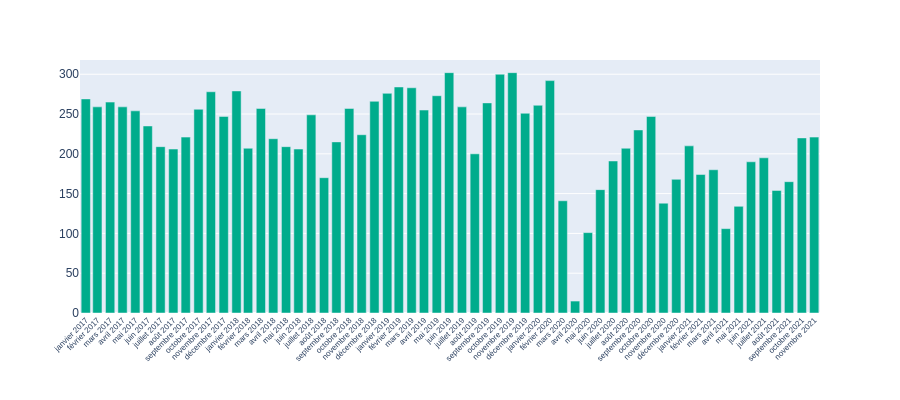 300
250
200
150
100
50
0
janvier 2017
février 2017
mars 2017
avril 2017
mai 2017
juin 2017
juillet 2017
août 2017
septembre 2017
octobre 2017
novembre 2017
décembre 2017
janvier 2018
février 2018
mars 2018
avril 2018
mai 2018
juin 2018
juillet 2018
août 2018
septembre 2018
octobre 2018
novembre 2018
décembre 2018
janvier 2019
février 2019
mars 2019
avril 2019
mai 2019
juin 2019
juillet 2019
août 2019
septembre 2019
octobre 2019
novembre 2019
décembre 2019
janvier 2020
février 2020
mars 2020
avril 2020
mai 2020
juin 2020
juillet 2020
août 2020
septembre 2020
octobre 2020
novembre 2020
décembre 2020
janvier 2021
février 2021
mars 2021
avril 2021
mai 2021
juin 2021
juillet 2021
août 2021
septembre 2021
octobre 2021
novembre 2021